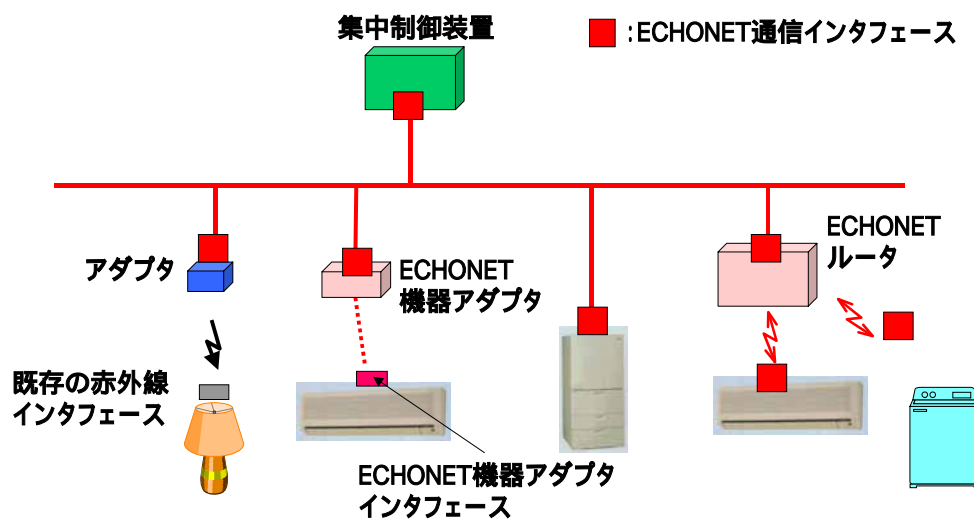 集中制御装置
:ECHONET通信インタフェース
アダプタ
ECHONET
機器アダプタ
ECHONET
ルータ
既存の赤外線
インタフェース
ECHONET機器アダプタ
インタフェース